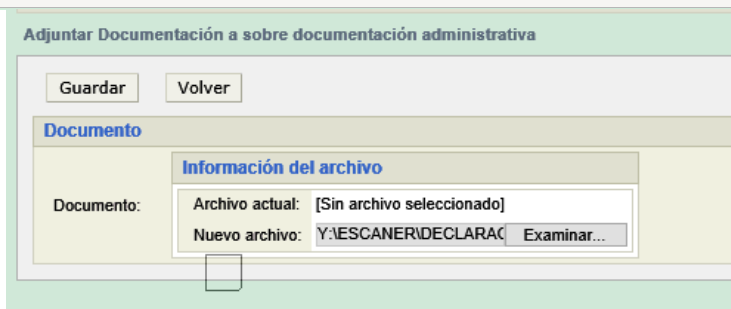 Adjuntar Documentación a sobre documentación administrativa
Guardar Volver
Documento
Información del archivo
Documento:
Archivo actual: [Sin archivo seleccionado]
Nuevo archivo: Y:\ESCANER\DECLARAC Examinar...